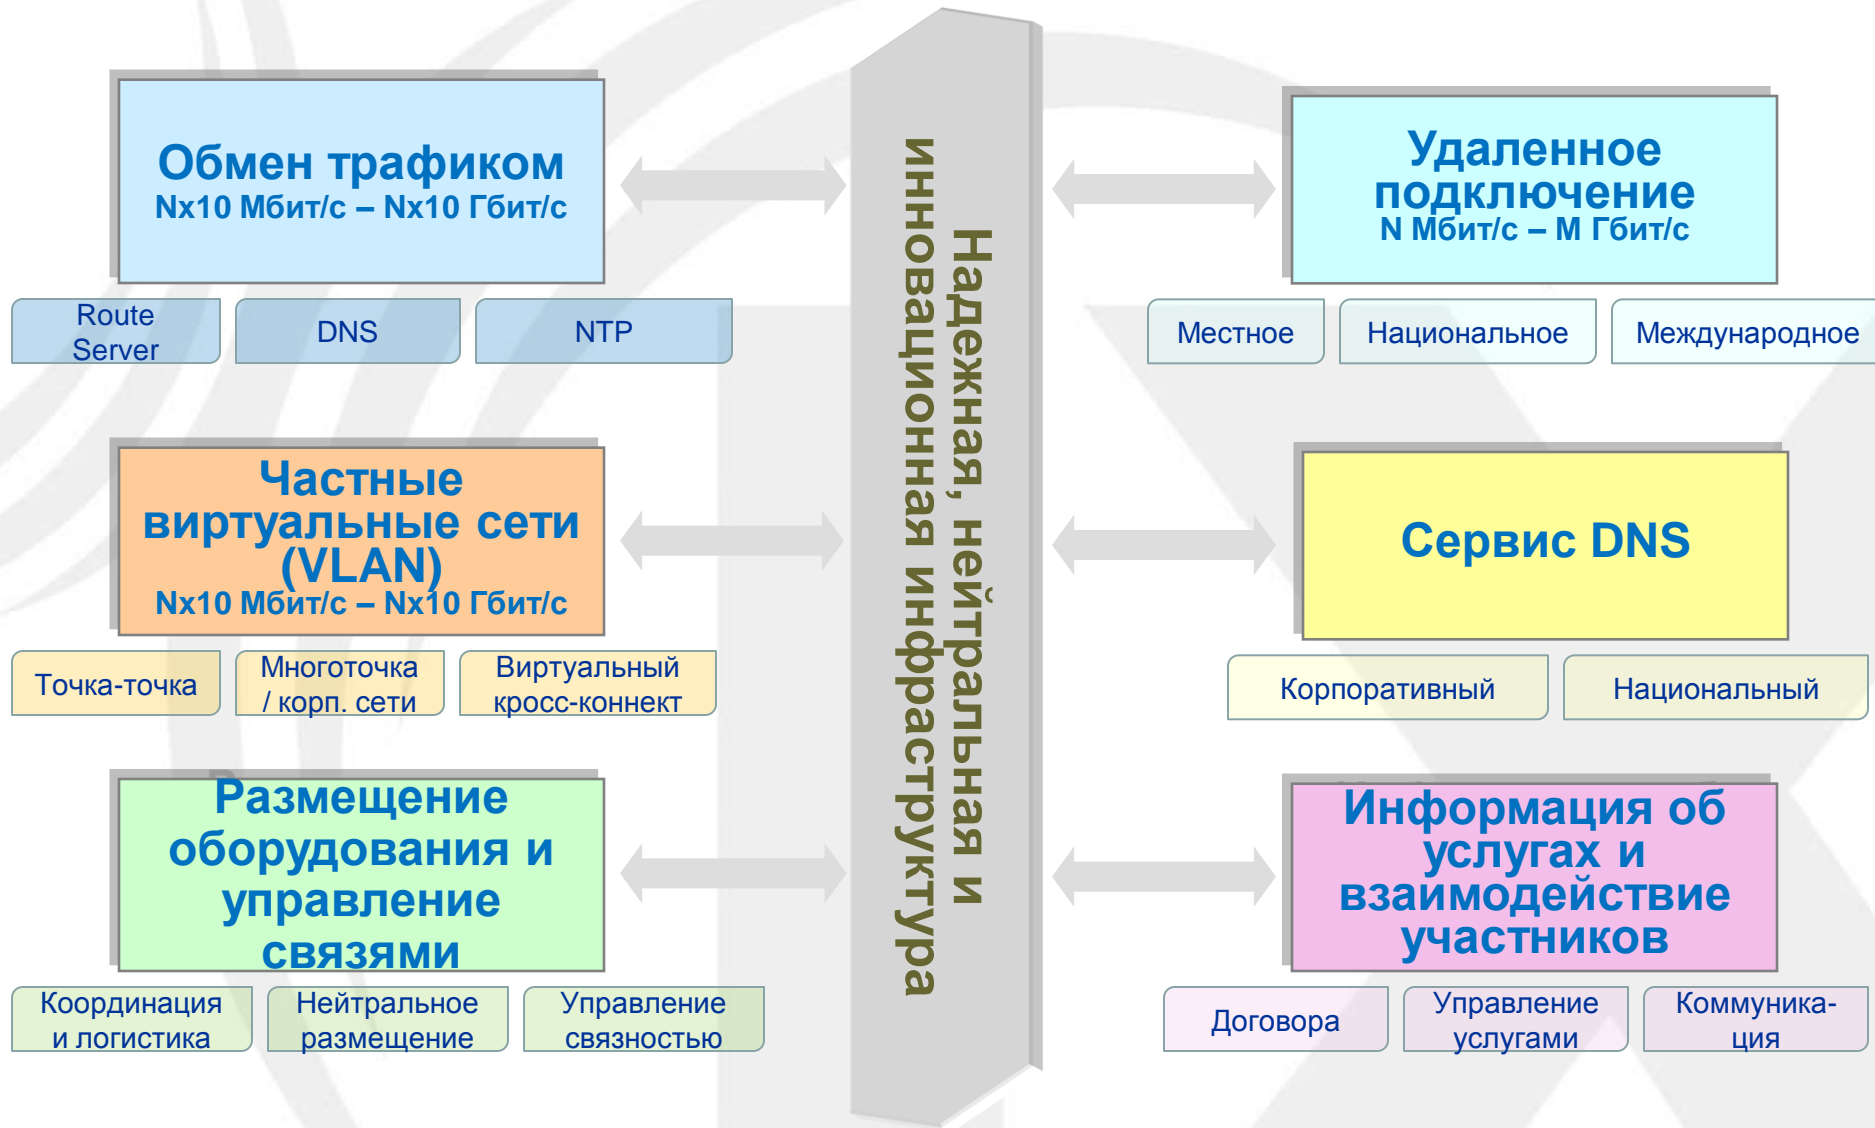 Обмен трафиком
Nx10 Мбит/с – Nx10 Гбит/с
Route
Server
DNS
NTP
Частные
виртуальные сети
(VLAN)
Nx10 Мбит/с – Nx10 Гбит/с
Точка-точка
Многоточка
/ корп. сети
Виртуальный
кросс-коннект
Размещение
оборудования и
управление
связями
Координация
и логистика
Нейтральное
размещение
Управление
связностью
Надежная, нейтральная и
инновационная инфраструктура
Удаленное
подключение
N Мбит/с – M Гбит/с
Местное
Национальное
Международное
Сервис DNS
Корпоративный
Национальный
Информация об
услугах и
взаимодействие
участников
Договора
Управление
услугами
Коммуника-
ция